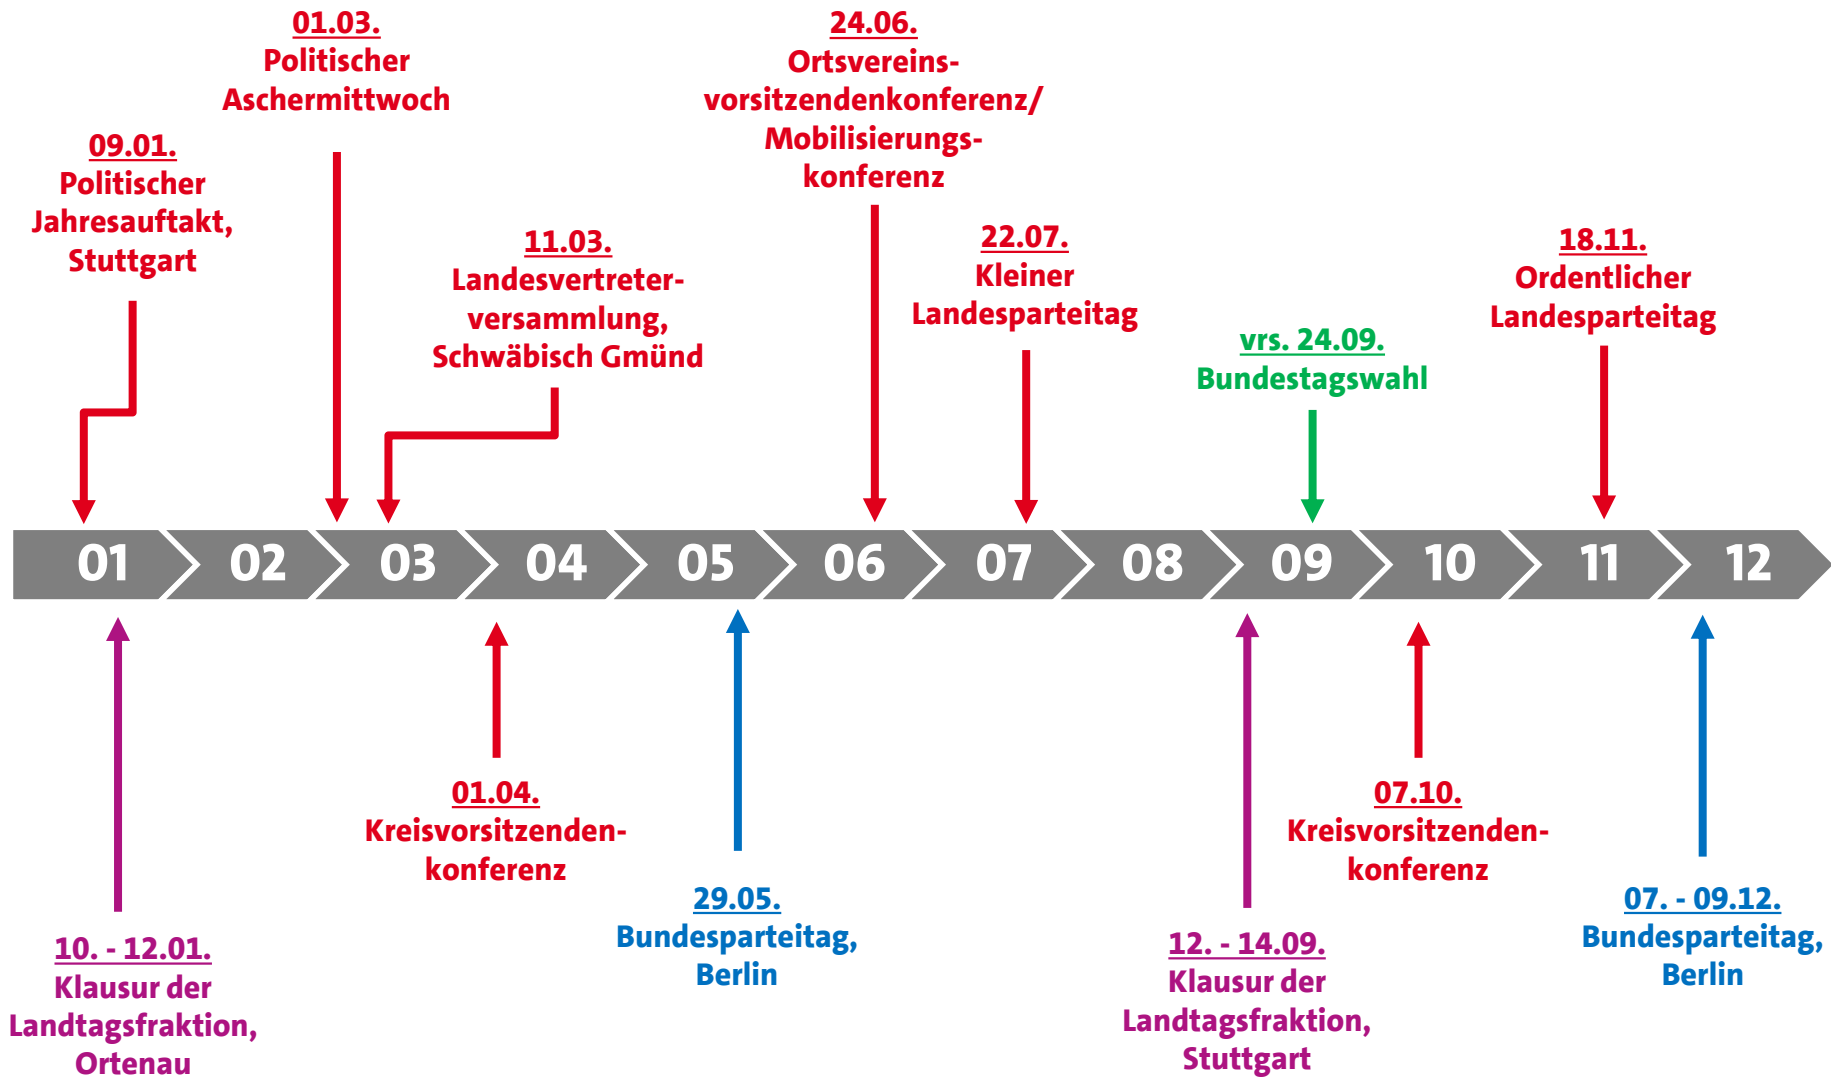 01.03.
Politischer
Aschermittwoch
24.06.
Ortsvereins-
vorsitzendenkonferenz/
Mobilisierungs-
konferenz
09.01.
Politischer
Jahresauftakt,
Stuttgart
11.03.
Landesvertreter-
versammlung,
Schwäbisch Gmünd
22.07.
Kleiner
Landesparteitag
vrs. 24.09.
Bundestagswahl
18.11.
Ordentlicher
Landesparteitag
01 02 03 04 05 06 07 08 09 10 11 12
10. - 12.01.
Klausur der
Landtagsfraktion,
Ortenau
01.04.
Kreisvorsitzenden-
konferenz
29.05.
Bundesparteitag,
Berlin
12. - 14.09.
Klausur der
Landtagsfraktion,
Stuttgart
07.10.
Kreisvorsitzenden-
konferenz
07. - 09.12.
Bundesparteitag,
Berlin